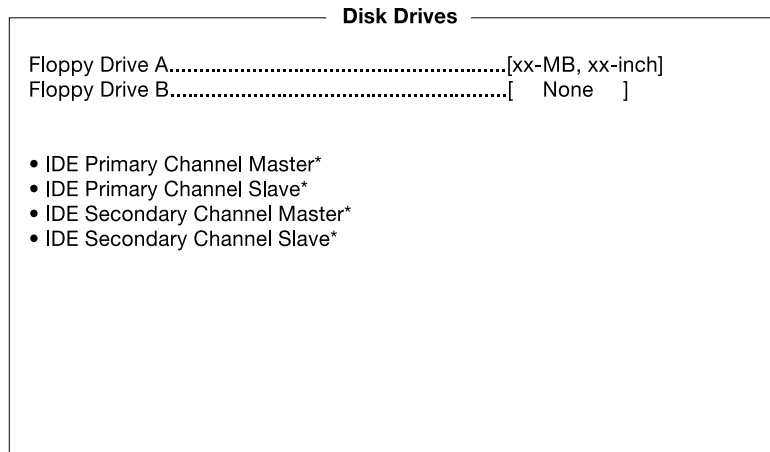 Disk Drives
Floppy Drive A......................................................[xx-MB, xx-inch]
Floppy Drive B......................................................[ None ]
• IDE Primary Channel Master*
• IDE Primary Channel Slave*
• IDE Secondary Channel Master*
• IDE Secondary Channel Slave*